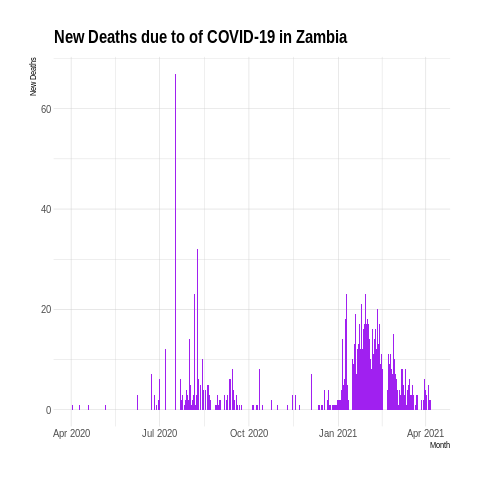 New Deaths due to of COVID-19 in Zambia
New Deaths
60
40
20
0
Apr 2020 Jul 2020 Oct 2020 Jan 2021 Apr 2021
Month